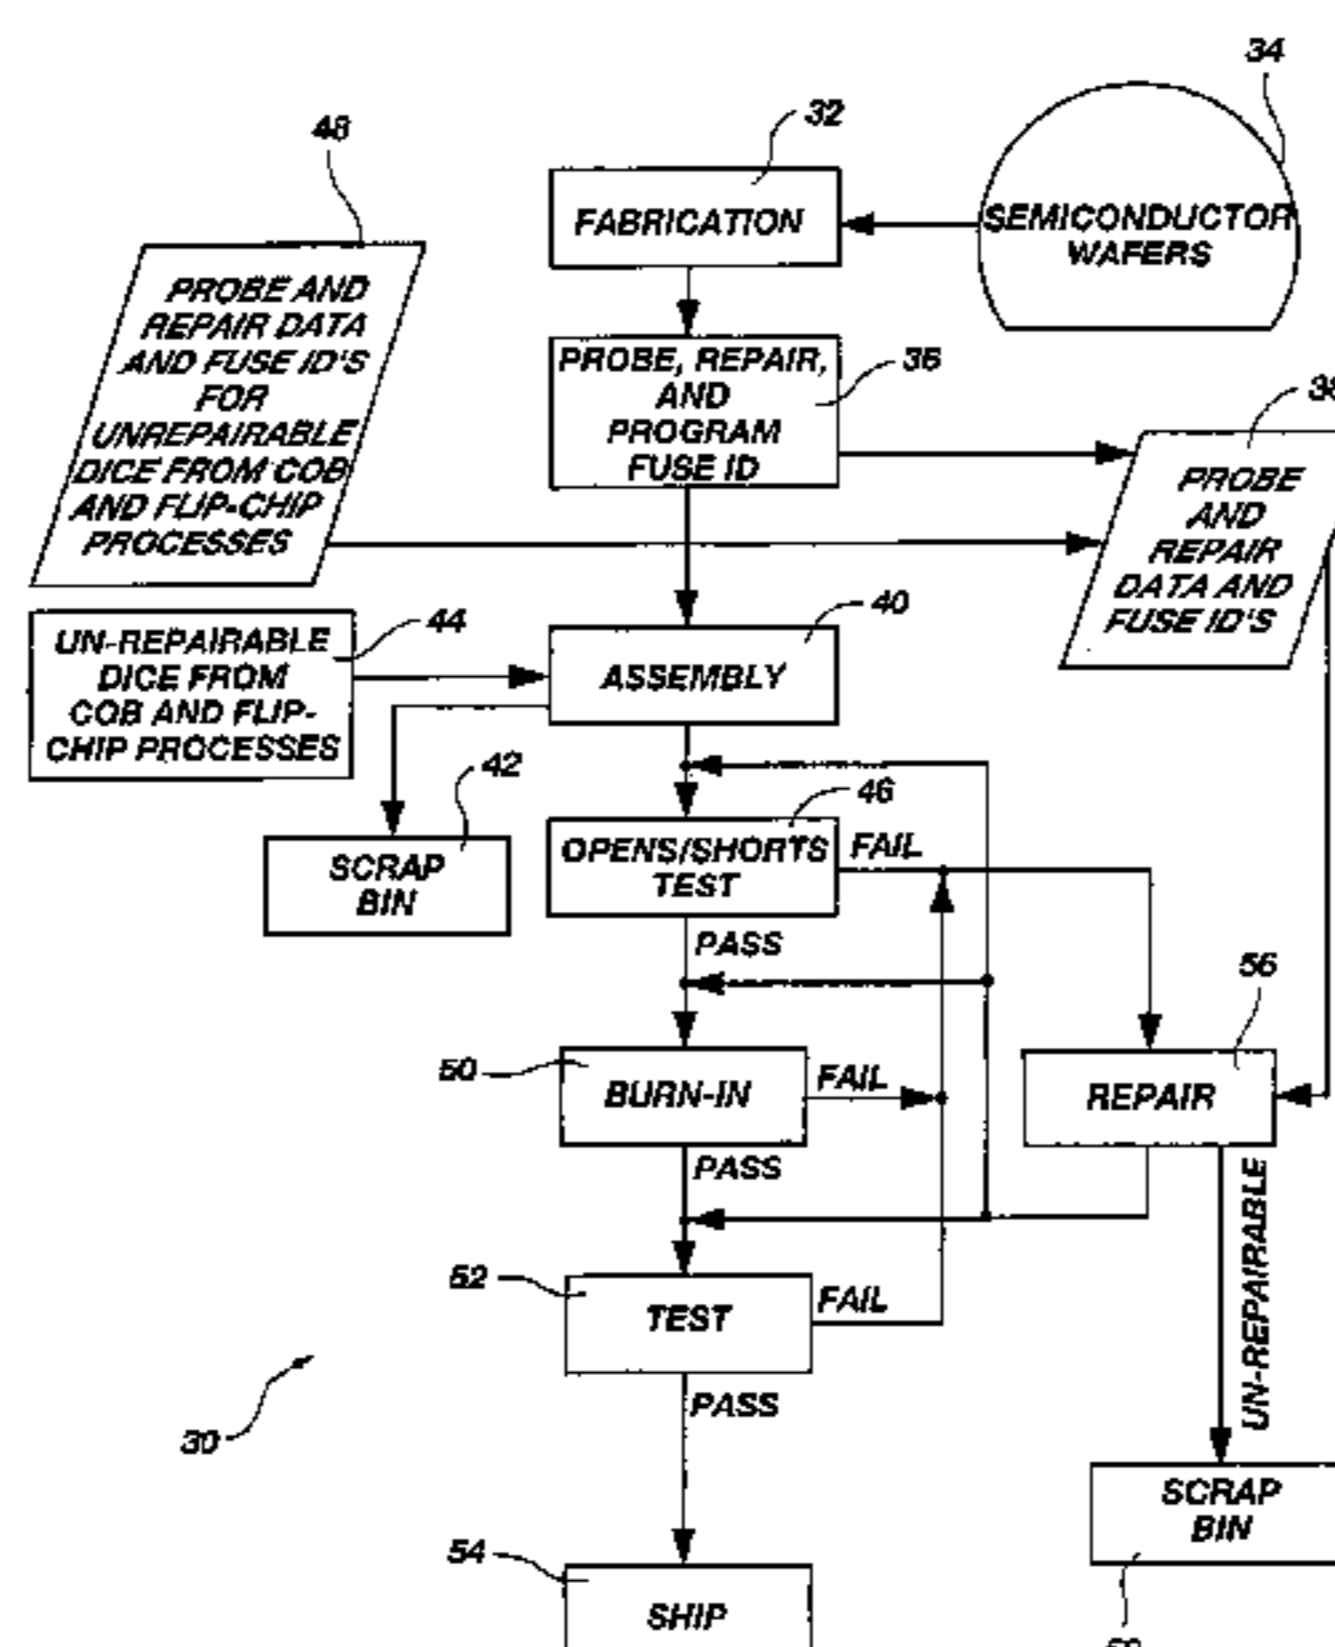 34
32
48
FABRICATION
SEMICONDUCTOR
WAFERS
PROBE AND
REPAIR DATA
AND FUSE ID'S
FOR
UNREPAIRABLE
DICE FROM COB
AND FLIP-CHIP
PROCESSES
PROBE, REPAIR,
AND
PROGRAM
FUSE ID
36
PROBE
AND
REPAIR
DATA AND
FUSE ID'S
44
UN-REPAIRABLE
DICE FROM
COB AND FLIP-
CHIP PROCESSES
40
ASSEMBLY
42
SCRAP
BIN
46
OPENS/SHORTS
TEST
FAIL
PASS
56
50
BURN-IN
FAIL
REPAIR
PASS
UN-REPAIRABLE
52
TEST
FAIL
PASS
30
SCRAP
BIN
54
SHIP